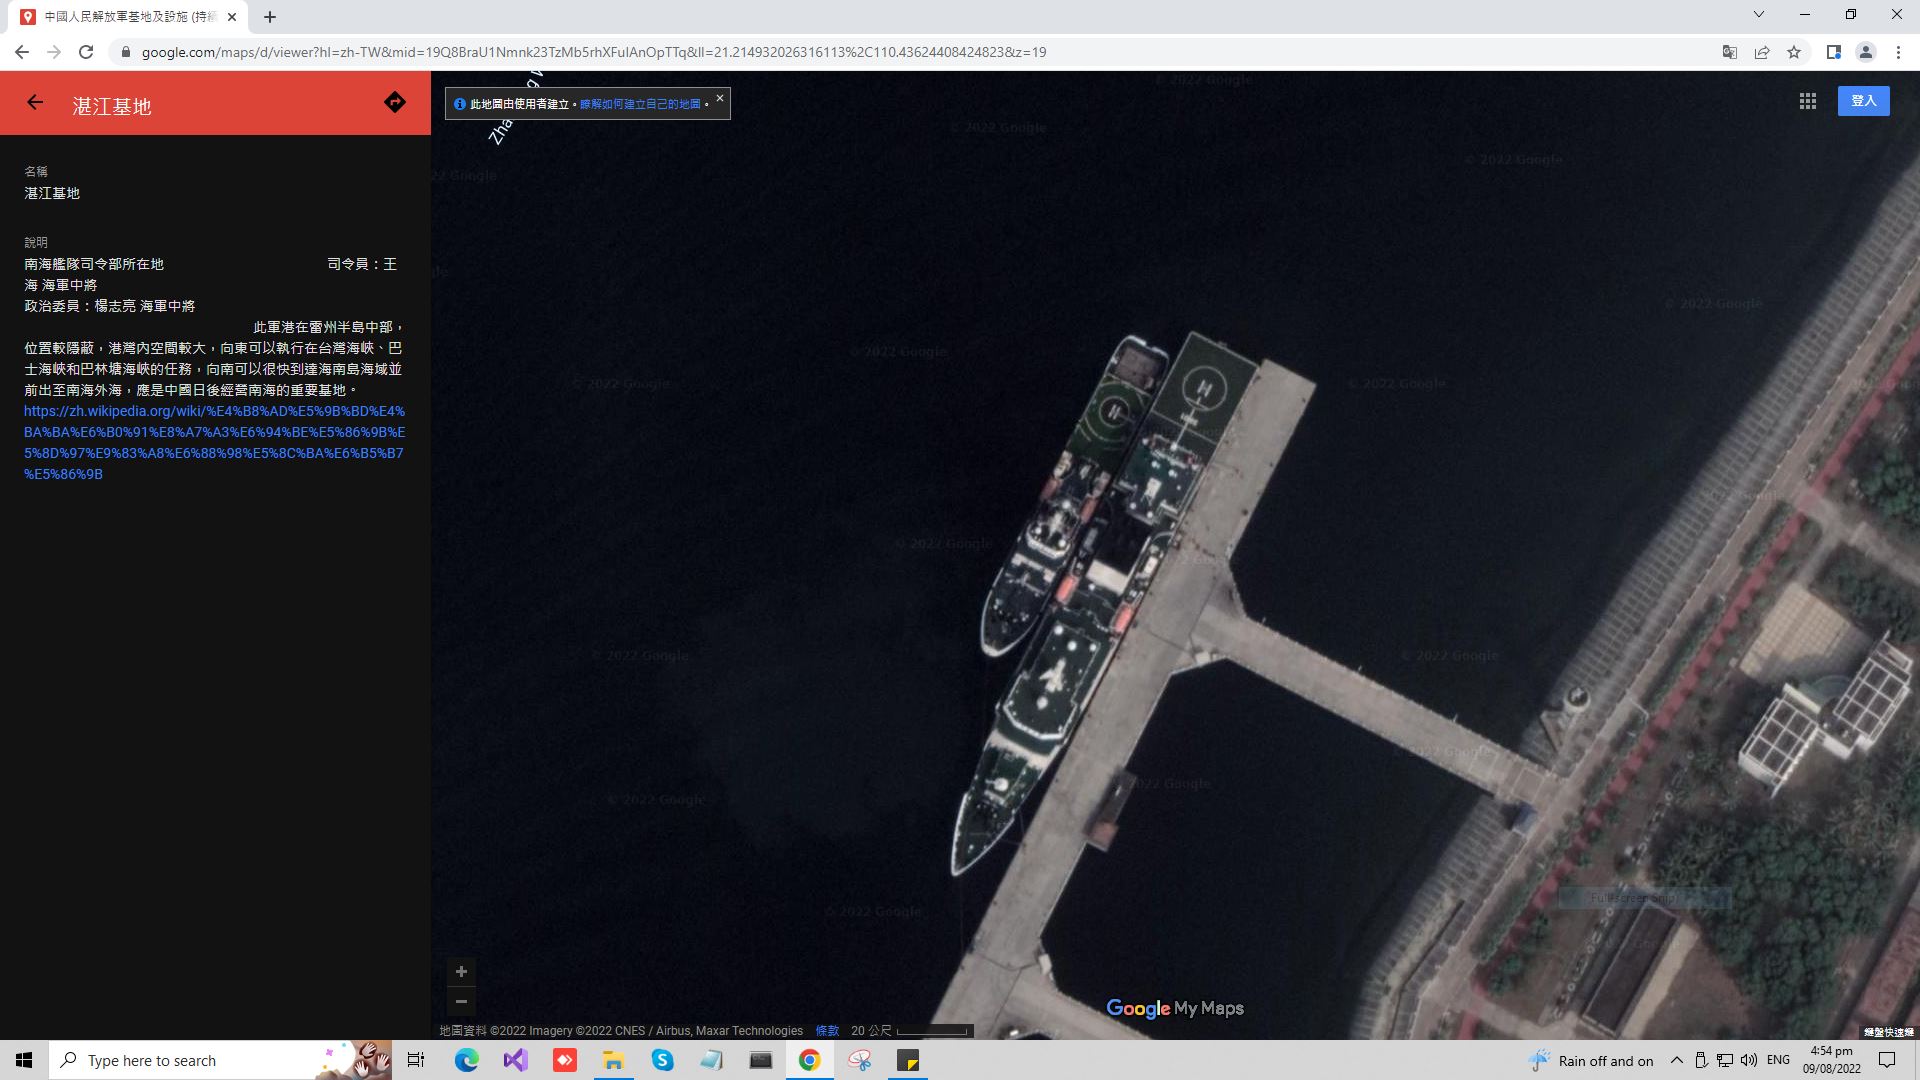 中國人民解放軍基地及設施 (持續
google.com/maps/d/viewer?hl=zh-TW&mid=19Q8BraU1Nmnk23TzMb5rhXFulAnOpTTq&ll=21.214932026316113%2C110.43624408424823&z=19
湛江基地
此地圖由使用者建立。瞭解如何建立自己的地圖。
登入
名稱
湛江基地
說明
南海艦隊司令部所在地 司令員：王
海 海軍中將
政治委員：楊志亮 海軍中將
此軍港在雷州半島中部，
位置較隱蔽，港灣內空間較大，向東可以執行在台灣海峽、巴
士海峽和巴林塘海峽的任務，向南可以很快到達海南島海域並
前出至南海外海，應是中國日後經營南海的重要基地。
https://zh.wikipedia.org/wiki/%E4%B8%AD%E5%9B%BD%E4%
BA%BA%E6%B0%91%E8%A7%A3%E6%94%BE%E5%86%9B%E
5%8D%97%E9%83%A8%E6%88%98%E5%8C%BA%E6%B5%B7
%E5%86%9B
© 2022 Google
H
H
Full-screen Snip
Google My Maps
地圖資料 ©2022 Imagery ©2022 CNES / Airbus, Maxar Technologies 條款 20 公尺
鍵盤快速鍵
Type here to search
Rain off and on
ENG
4:54 pm
09/08/2022